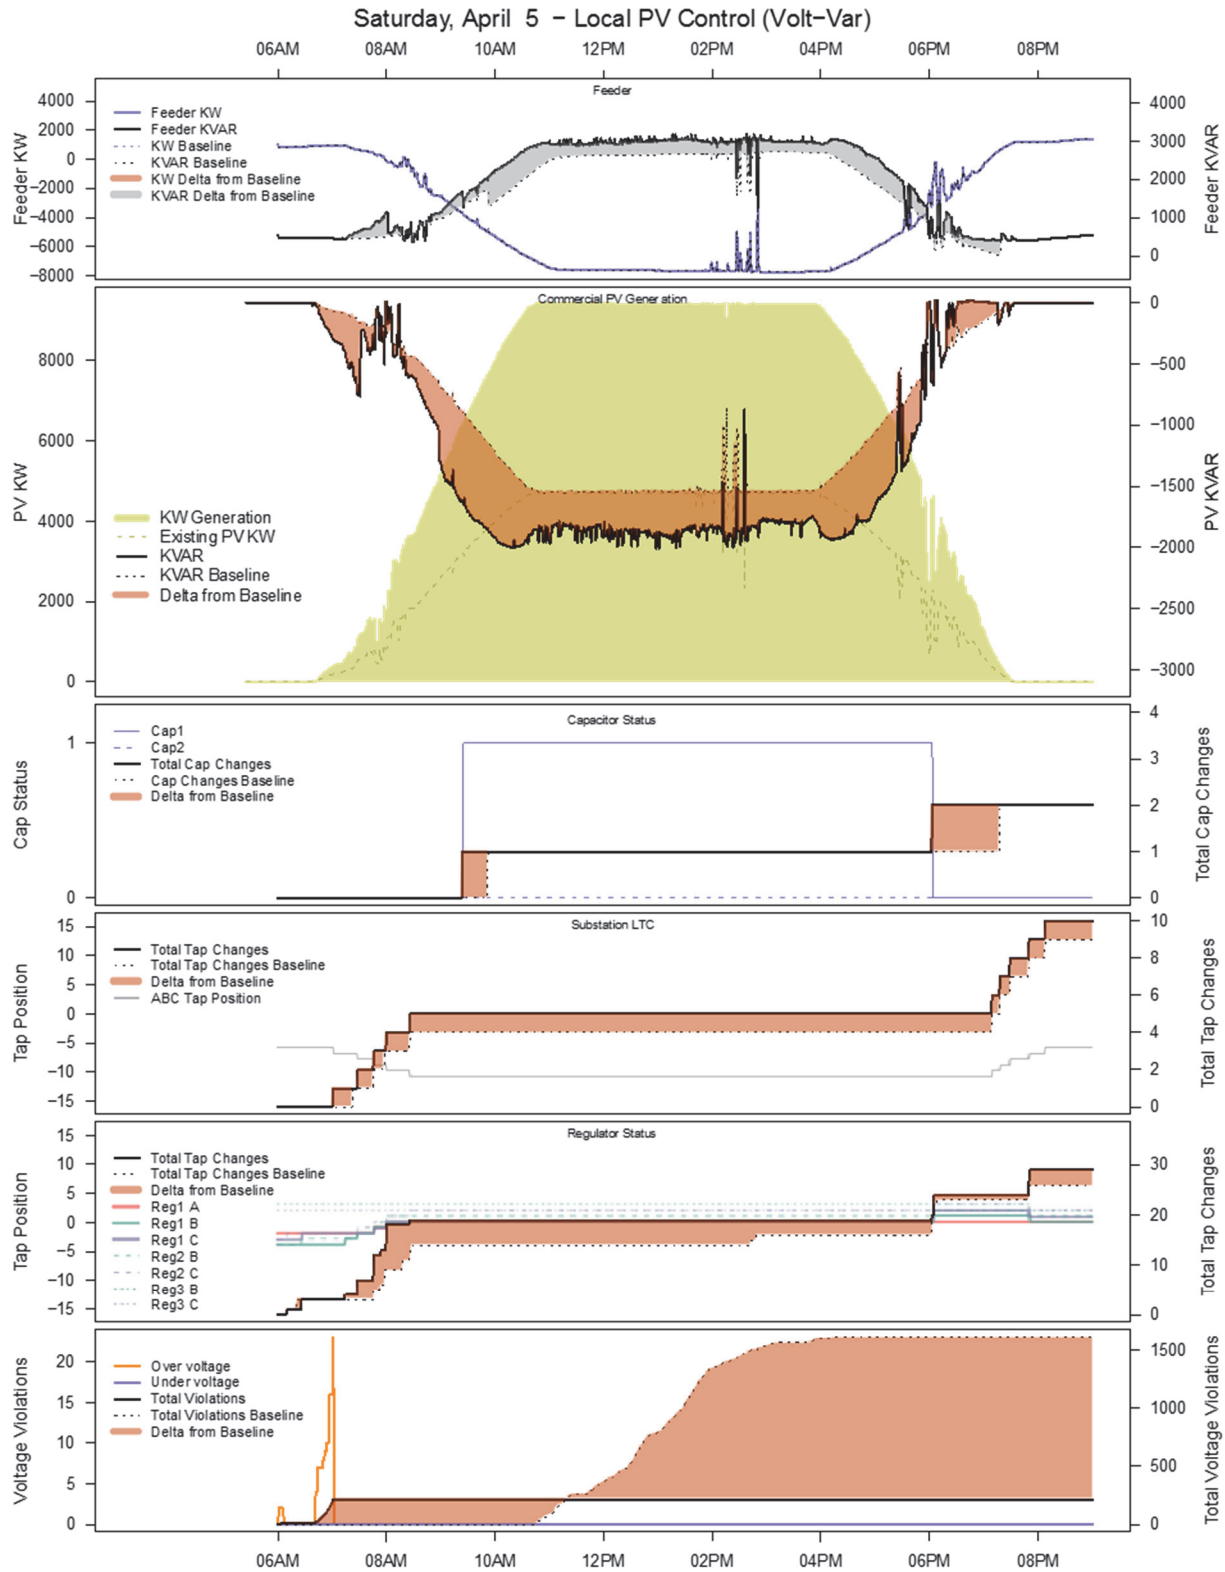 Saturday, April 5 − Local PV Control (Volt−Var)
06AM 08AM 10AM 12PM 02PM 04PM 06PM 08PM
Feeder
Feeder KW
4000
2000
0
−2000
−4000
−6000
−8000
Feeder KW
Feeder KVAR
KW Baseline
KVAR Baseline
KW Delta from Baseline
KVAR Delta from Baseline
4000
3000
2000
1000
0
Feeder KVAR
Commercial PV Generation
PV KW
8000
6000
4000
2000
0
KW Generation
Existing PV KW
KVAR
KVAR Baseline
Delta from Baseline
0
−500
−1000
−1500
−2000
−2500
−3000
PV KVAR
Capacitor Status
Cap Status
1
0
Cap1
Cap2
Total Cap Changes
Cap Changes Baseline
Delta from Baseline
4
3
2
1
0
Total Cap Changes
Substation LTC
Tap Position
15
10
5
0
−5
−10
−15
Total Tap Changes
Total Tap Changes Baseline
Delta from Baseline
ABC Tap Position
10
8
6
4
2
0
Total Tap Changes
Regulator Status
Tap Position
15
10
5
0
−5
−10
−15
Total Tap Changes
Total Tap Changes Baseline
Delta from Baseline
Reg1 A
Reg1 B
Reg1 C
Reg2 B
Reg2 C
Reg3 B
Reg3 C
30
20
10
0
Total Tap Changes
Voltage Violations
20
15
10
5
0
Over voltage
Under voltage
Total Violations
Total Violations Baseline
Delta from Baseline
1500
1000
500
0
Total Voltage Violations
06AM 08AM 10AM 12PM 02PM 04PM 06PM 08PM